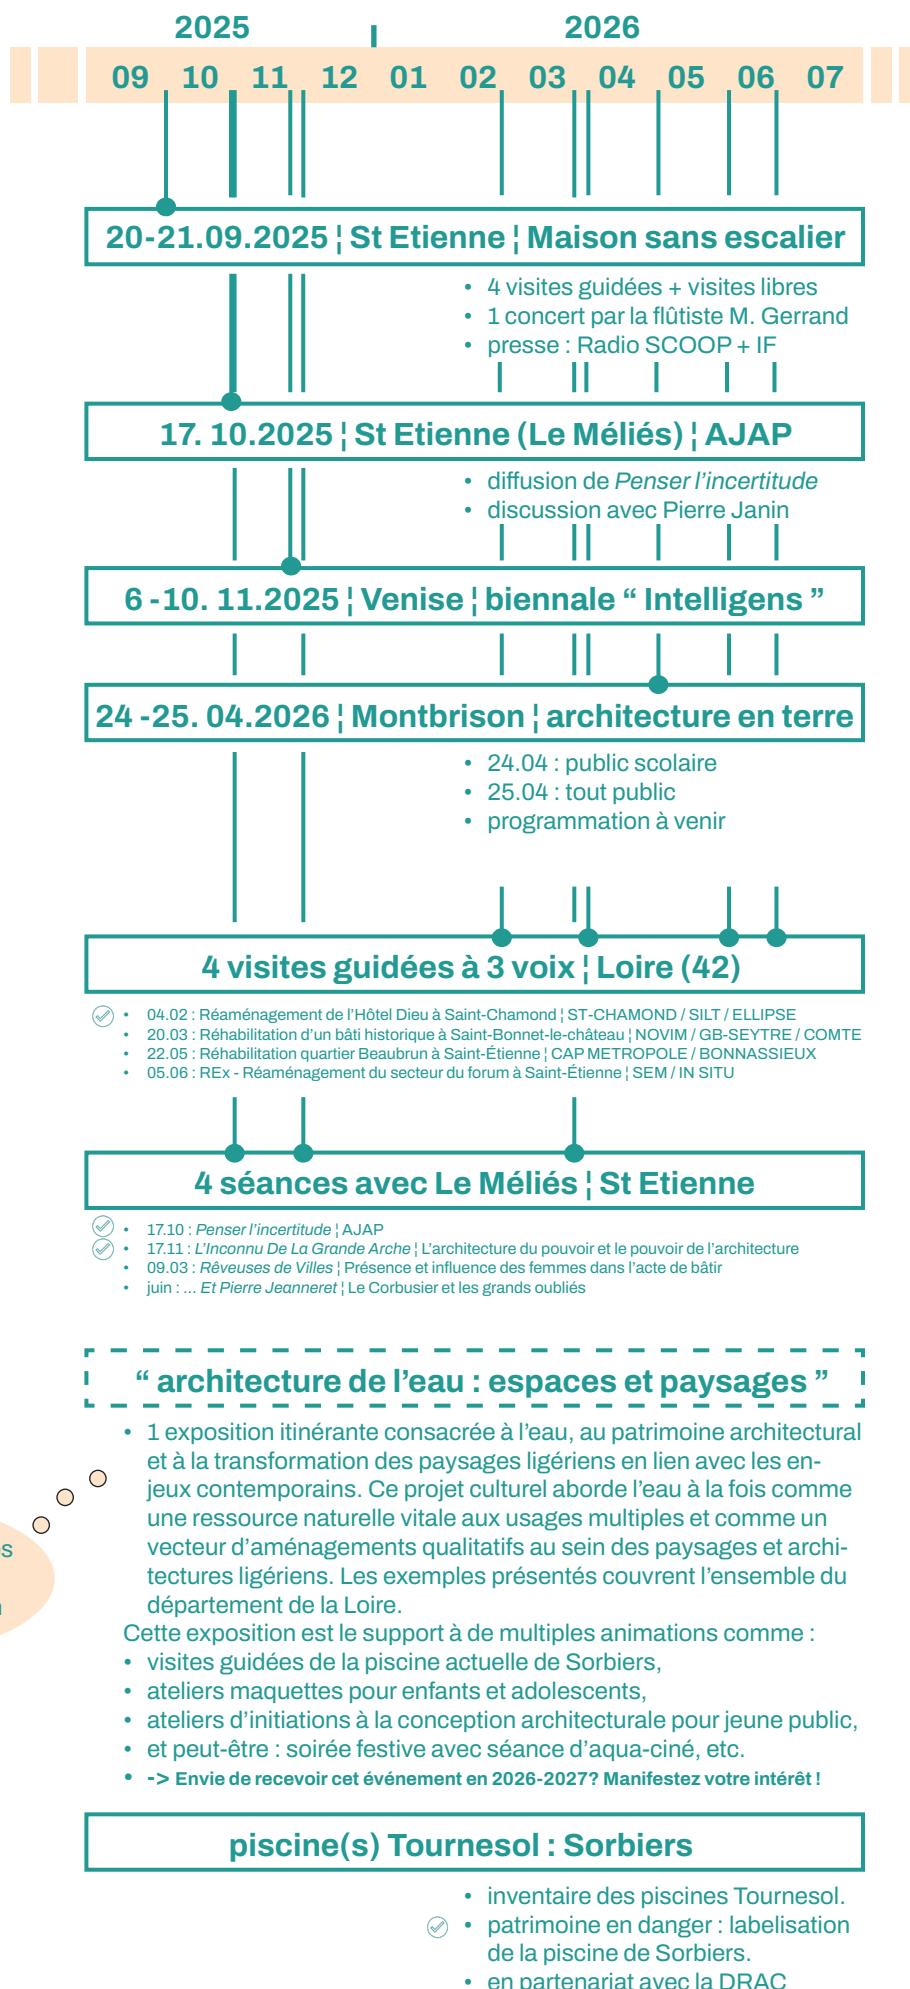 2025 2026
09 10 11 12 01 02 03 04 05 06 07
20-21.09.2025 ¦ St Etienne ¦ Maison sans escalier
• 4 visites guidées + visites libres
• 1 concert par la flûtiste M. Gerrand
• presse : Radio SCOOP + IF
17. 10.2025 ¦ St Etienne (Le Méliés) ¦ AJAP
• diffusion de Penser l’incertitude
• discussion avec Pierre Janin
6 -10. 11.2025 ¦ Venise ¦ biennale “ Intelligens ”
24 -25. 04.2026 ¦ Montbrison ¦ architecture en terre
• 24.04 : public scolaire
• 25.04 : tout public
• programmation à venir
4 visites guidées à 3 voix ¦ Loire (42)
• 04.02 : Réaménagement de l’Hôtel Dieu à Saint-Chamond ¦ ST-CHAMOND / SILT / ELLIPSE
• 20.03 : Réhabilitation d’un bâti historique à Saint-Bonnet-le-château ¦ NOVIM / GB-SEYTRE / COMTE
• 22.05 : Réhabilitation quartier Beaubrun à Saint-Étienne ¦ CAP METROPOLE / BONNASSIEUX
• 05.06 : REx - Réaménagement du secteur du forum à Saint-Étienne ¦ SEM / IN SITU
4 séances avec Le Méliés ¦ St Etienne
• 17.10 : Penser l’incertitude ¦ AJAP
• 17.11 : L’Inconnu De La Grande Arche ¦ L’architecture du pouvoir et le pouvoir de l’architecture
• 09.03 : Rêveuses de Villes ¦ Présence et influence des femmes dans l’acte de bâtir
• juin : ... Et Pierre Jeanneret ¦ Le Corbusier et les grands oubliés
“ architecture de l’eau : espaces et paysages ”
• 1 exposition itinérante consacrée à l’eau, au patrimoine architectural
et à la transformation des paysages ligériens en lien avec les en-
jeux contemporains. Ce projet culturel aborde l’eau à la fois comme
une ressource naturelle vitale aux usages multiples et comme un
vecteur d’aménagements qualitatifs au sein des paysages et archi-
tectures ligériens. Les exemples présentés couvrent l’ensemble du
département de la Loire.
Cette exposition est le support à de multiples animations comme :
• visites guidées de la piscine actuelle de Sorbiers,
• ateliers maquettes pour enfants et adolescents,
• ateliers d’initiations à la conception architecturale pour jeune public,
• et peut-être : soirée festive avec séance d’aqua-ciné, etc.
• -> Envie de recevoir cet événement en 2026-2027? Manifestez votre intérêt !
piscine(s) Tournesol : Sorbiers
• inventaire des piscines Tournesol.
• patrimoine en danger : labelisation
de la piscine de Sorbiers.
• en partenariat avec la DRAC